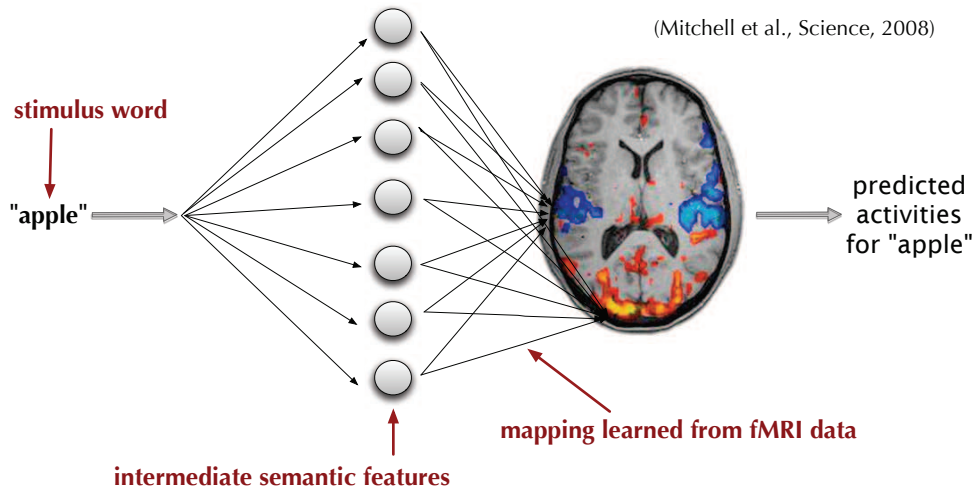 (Mitchell et al., Science, 2008)
stimulus word
"apple"
predicted
activities
for "apple"
mapping learned from fMRI data
intermediate semantic features